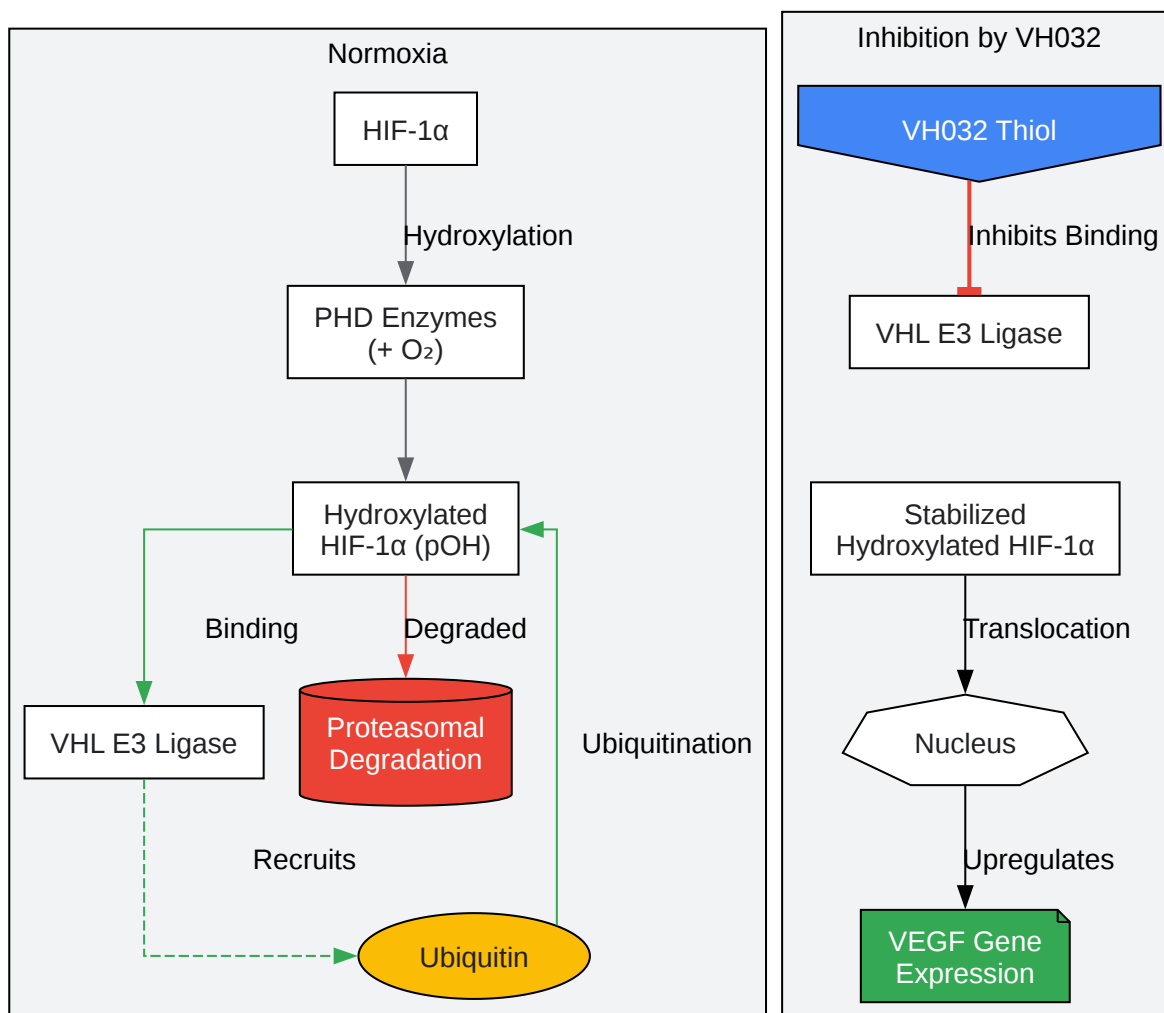 Normoxia
HIF-1α
Hydroxylation
PHD Enzymes
(+ O₂)
Hydroxylated
HIF-1α (pOH)
Binding
Degraded
VHL E3 Ligase
Proteasomal
Degradation
Ubiquitination
Recruits
Ubiquitin
Inhibition by VH032
VH032 Thiol
Inhibits Binding
VHL E3 Ligase
Stabilized
Hydroxylated HIF-1α
Translocation
Nucleus
Upregulates
VEGF Gene
Expression